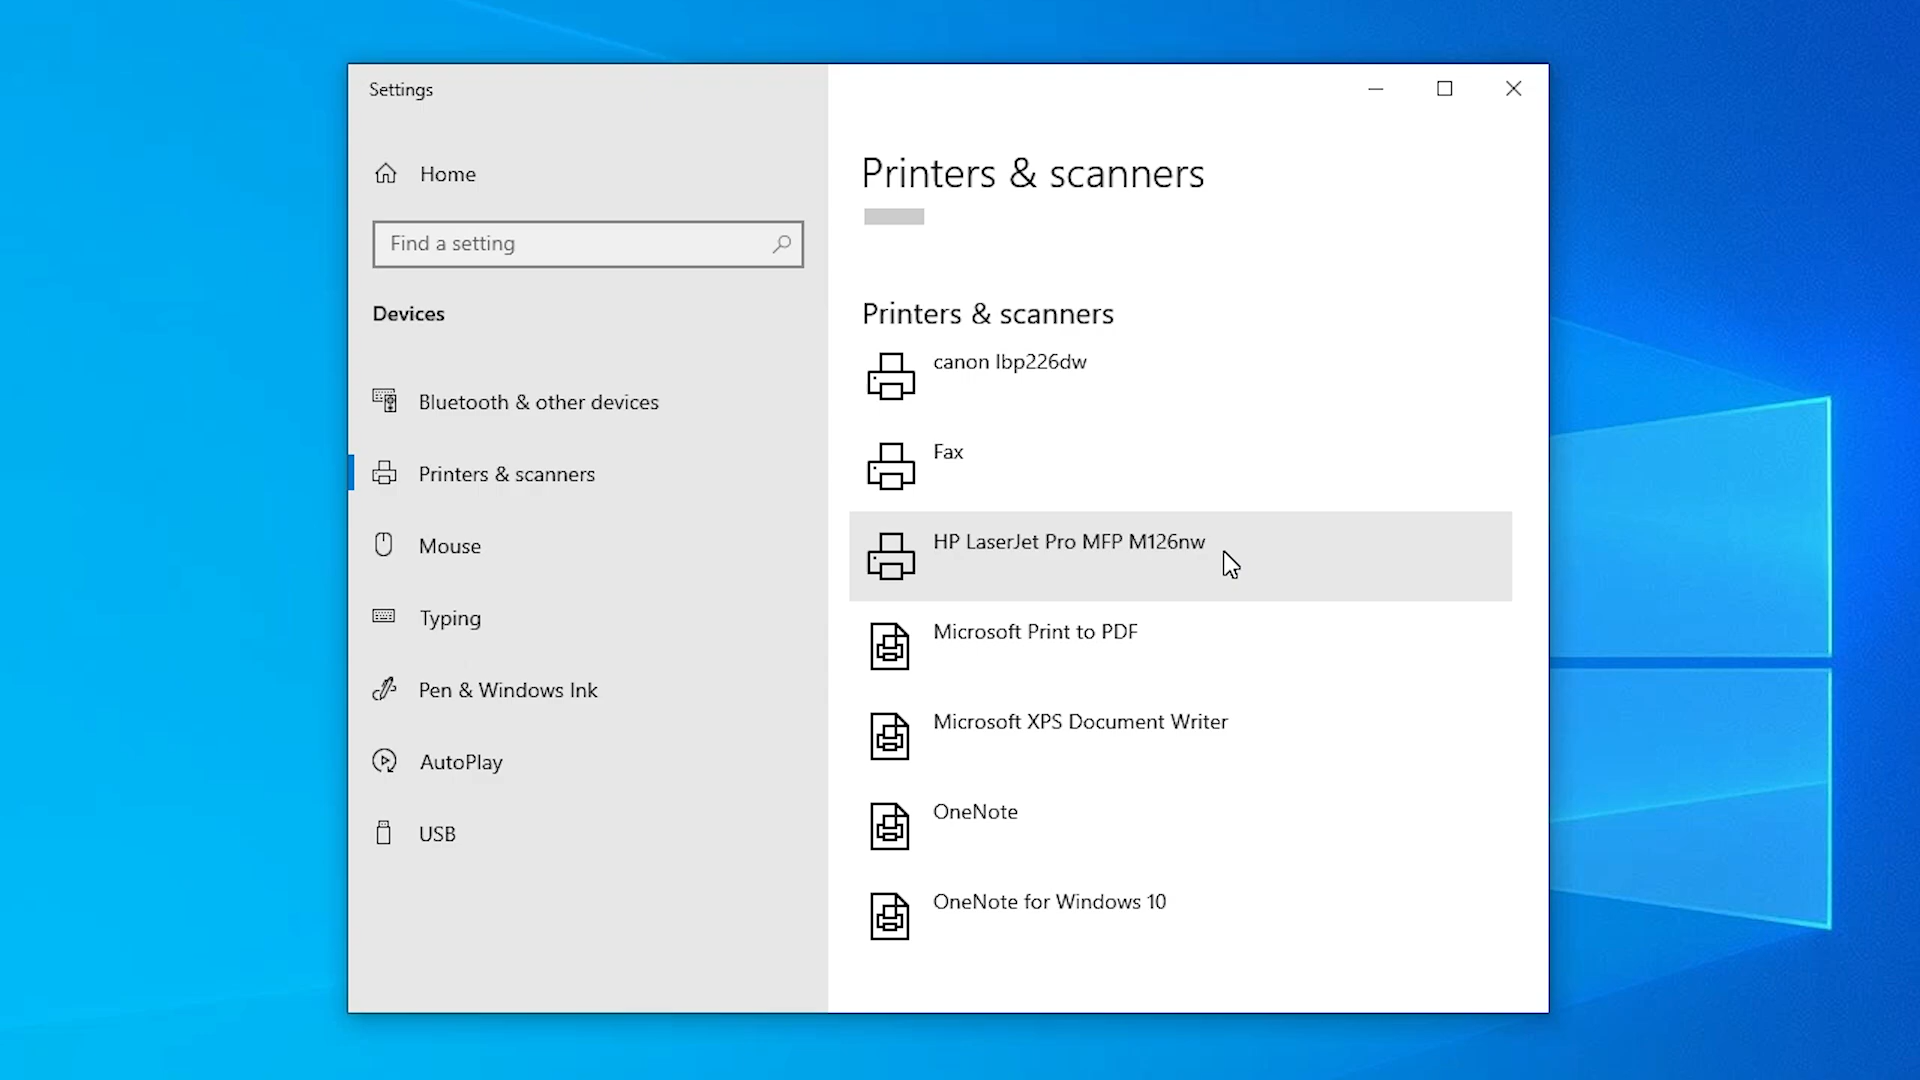 Settings
Home
Find a setting
Devices
Bluetooth & other devices
Printers & scanners
Mouse
Typing
Pen & Windows Ink
AutoPlay
USB
Printers & scanners
Printers & scanners
canon lbp226dw
Fax
HP LaserJet Pro MFP M126nw
Microsoft Print to PDF
Microsoft XPS Document Writer
OneNote
OneNote for Windows 10